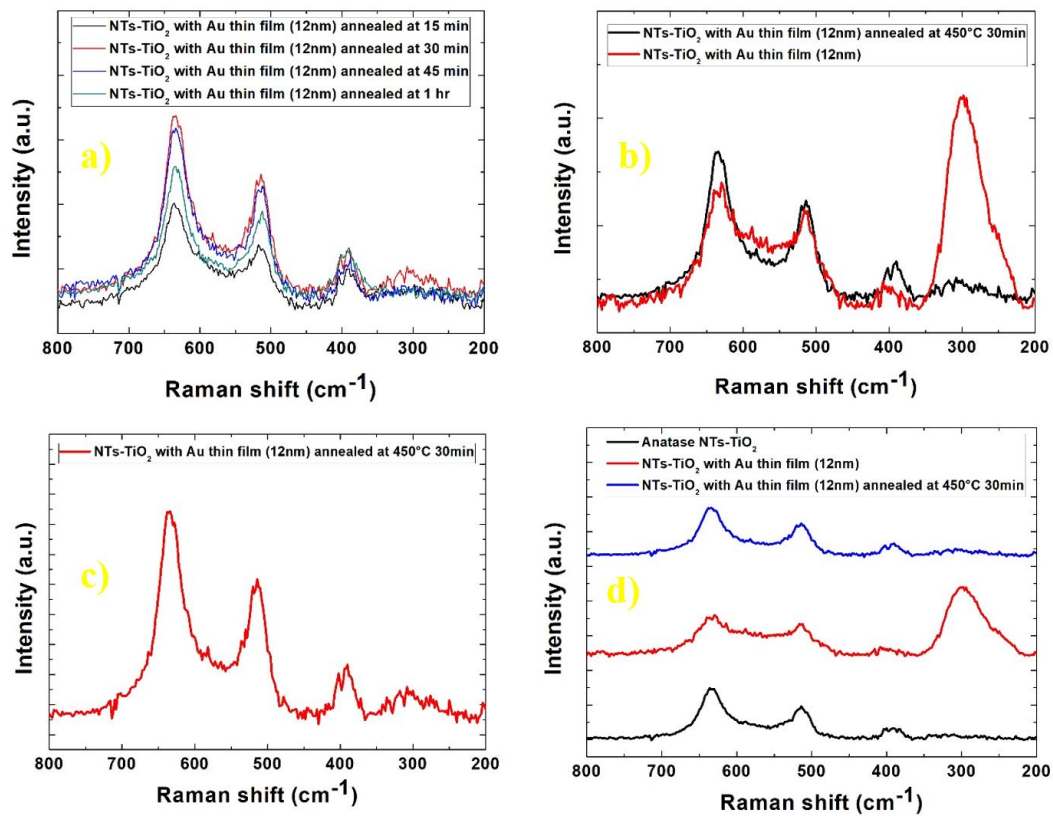 NTs-TiO₂ with Au thin film (12nm) annealed at 15 min
NTs-TiO₂ with Au thin film (12nm) annealed at 30 min
NTs-TiO₂ with Au thin film (12nm) annealed at 45 min
NTs-TiO₂ with Au thin film (12nm) annealed at 1 hr
a)
Intensity (a.u.)
800 700 600 500 400 300 200
Raman shift (cm⁻¹)
NTs-TiO₂ with Au thin film (12nm) annealed at 450°C 30min
NTs-TiO₂ with Au thin film (12nm)
b)
Intensity (a.u.)
800 700 600 500 400 300 200
Raman shift (cm⁻¹)
NTs-TiO₂ with Au thin film (12nm) annealed at 450°C 30min
c)
Intensity (a.u.)
800 700 600 500 400 300 200
Raman shift (cm⁻¹)
Anatase NTs-TiO₂
NTs-TiO₂ with Au thin film (12nm)
NTs-TiO₂ with Au thin film (12nm) annealed at 450°C 30min
d)
Intensity (a.u.)
800 700 600 500 400 300 200
Raman shift (cm⁻¹)